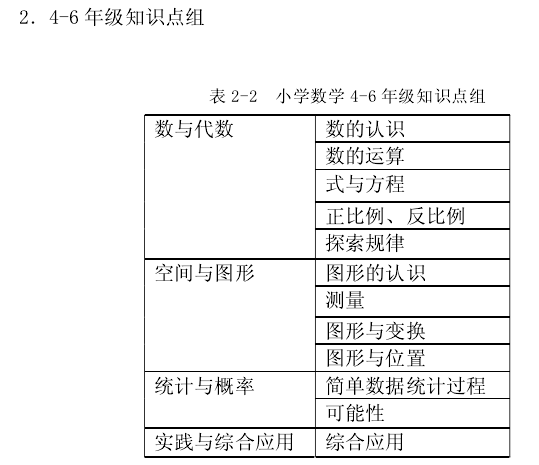 2. 4-6 年级知识点组
表 2-2 小学数学 4-6 年级知识点组
数与代数 数的认识
数的运算
式与方程
正比例、反比例
探索规律
空间与图形 图形的认识
测量
图形与变换
图形与位置
统计与概率 简单数据统计过程
可能性
实践与综合应用 综合应用